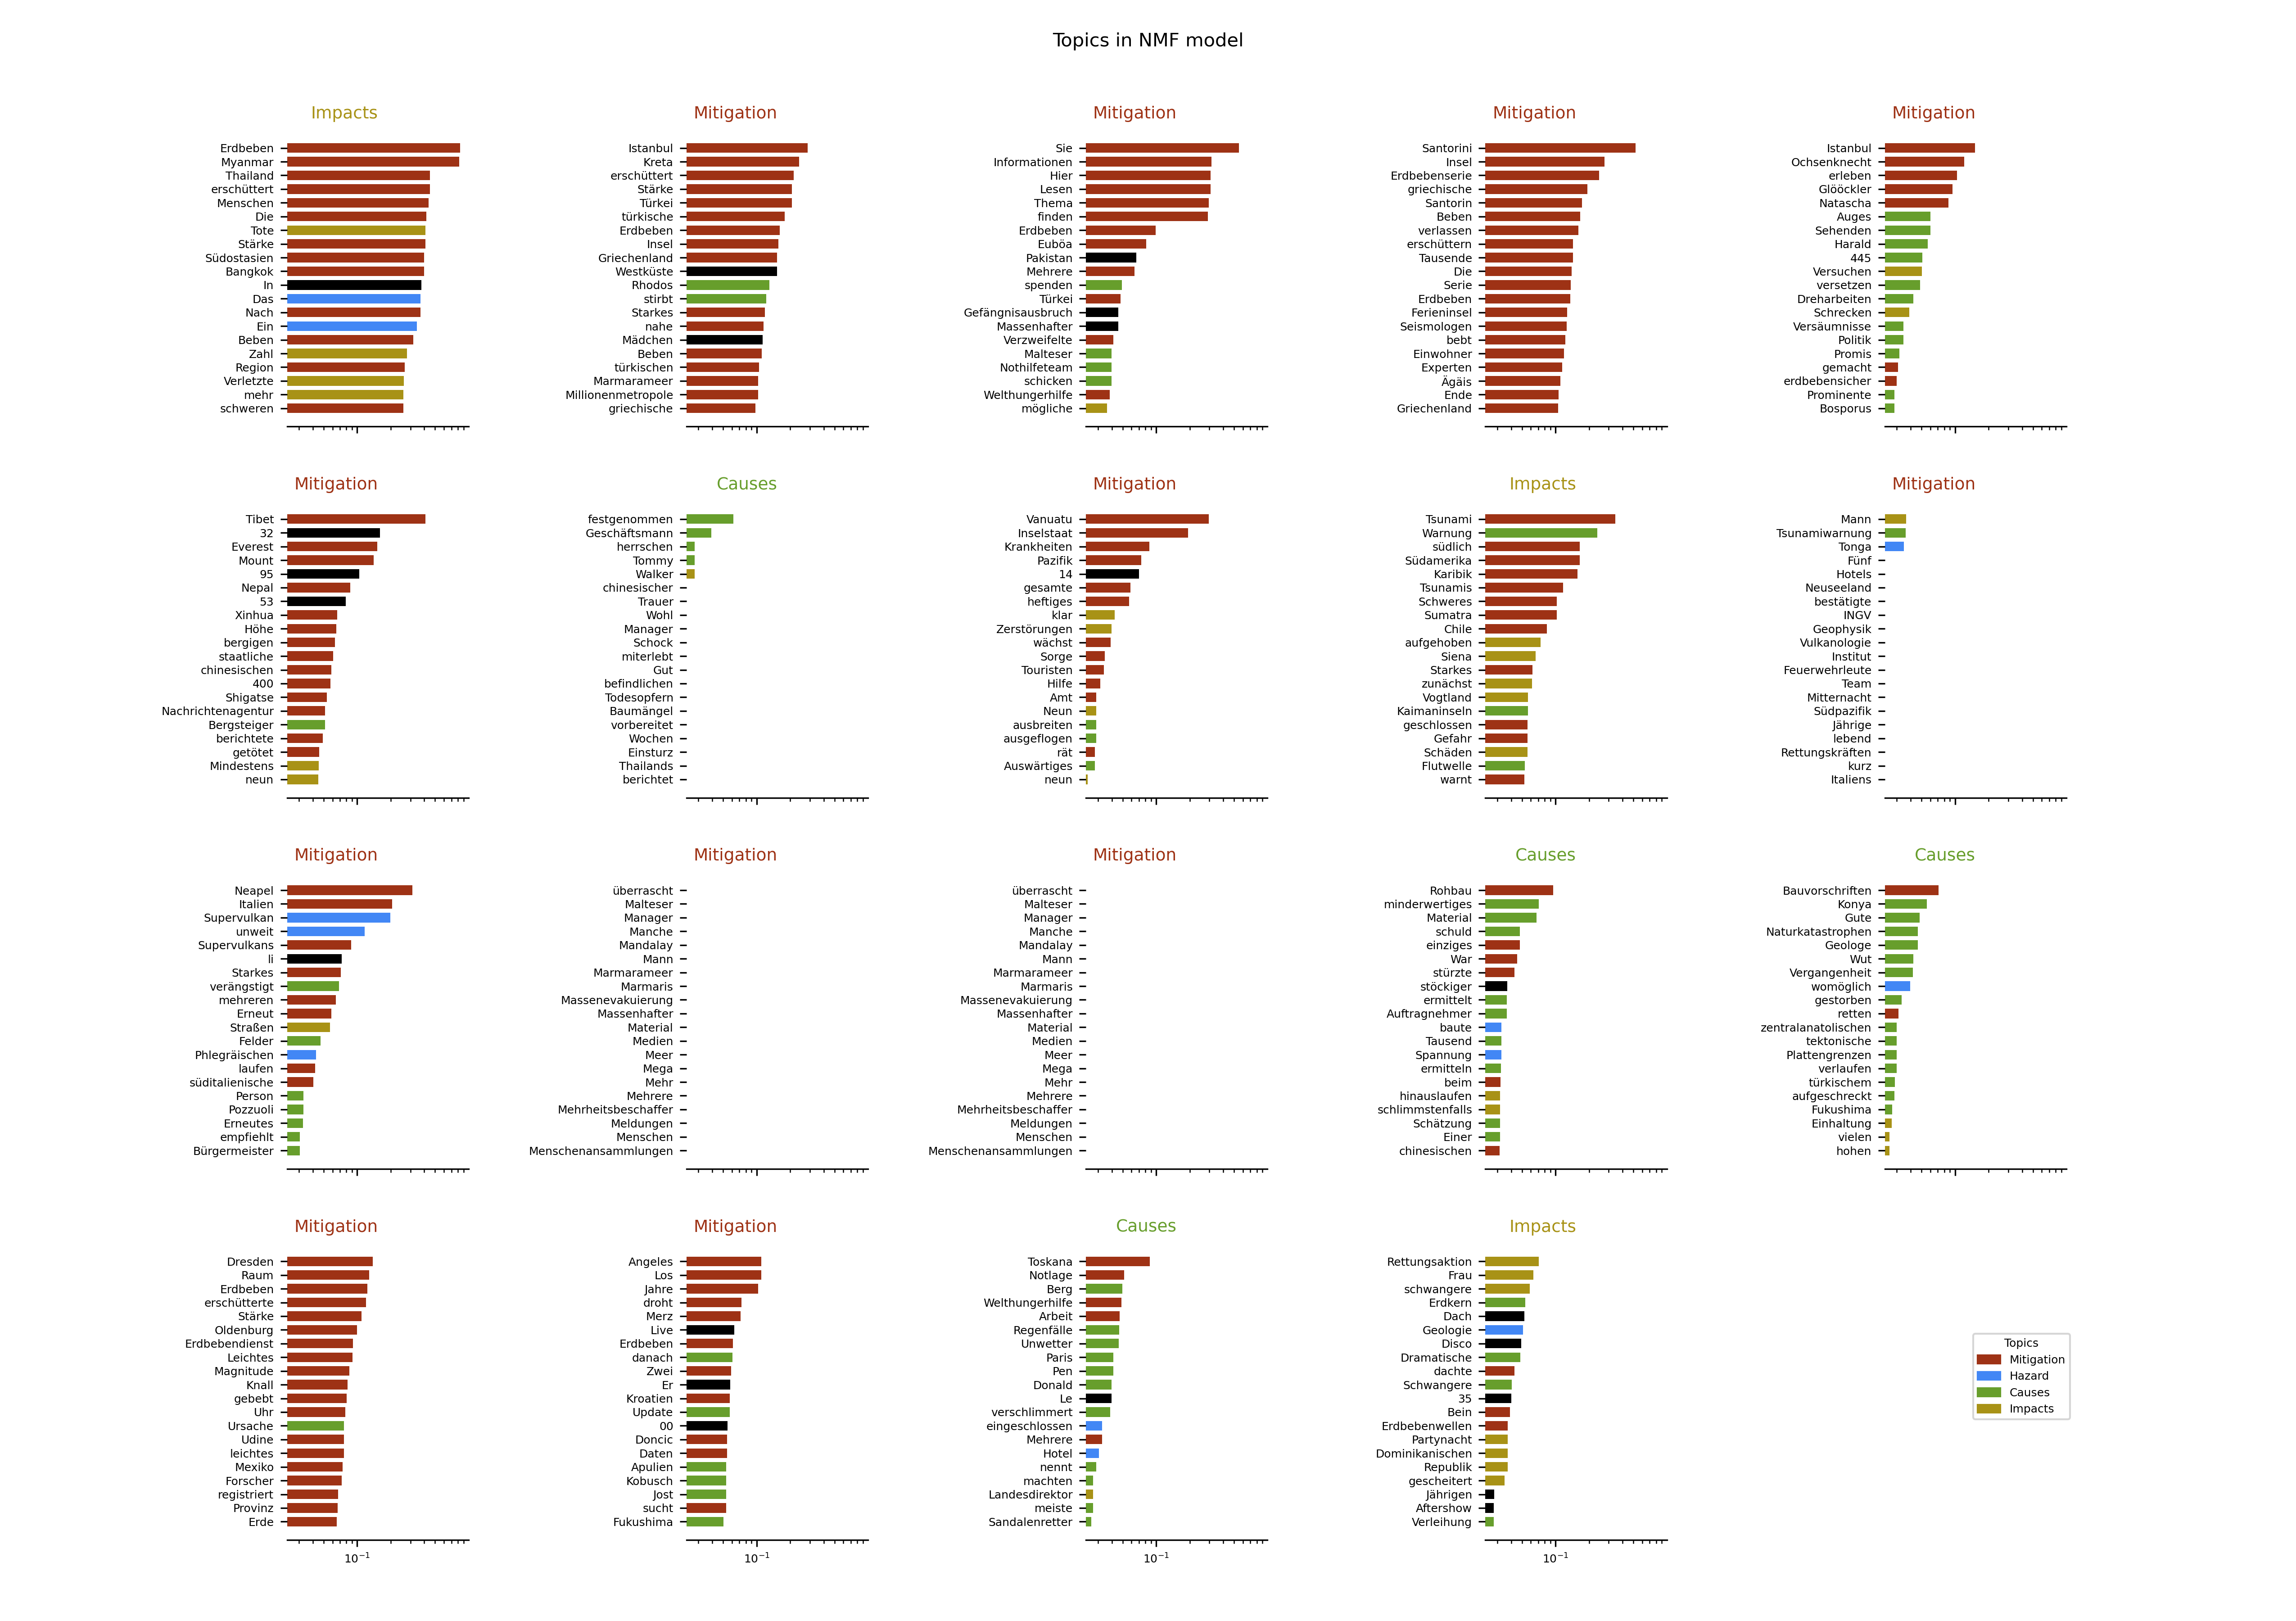 Topics in NMF model
Impacts
Erdbeben
Myanmar
Thailand
erschüttert
Menschen
Die
Tote
Stärke
Südostasien
Bangkok
In
Das
Nach
Ein
Beben
Zahl
Region
Verletzte
mehr
schweren
Mitigation
Istanbul
Kreta
erschüttert
Stärke
Türkei
türkische
Erdbeben
Insel
Griechenland
Westküste
Rhodos
stirbt
Starkes
nahe
Mädchen
Beben
türkischen
Marmarameer
Millionenmetropole
griechische
Mitigation
Sie
Informationen
Hier
Lesen
Thema
finden
Erdbeben
Euböa
Pakistan
Mehrere
spenden
Türkei
Gefängnisausbruch
Massenhafter
Verzweifelte
Malteser
Nothilfeteam
schicken
Welthungerhilfe
mögliche
Mitigation
Santorini
Insel
Erdbebenserie
griechische
Santorin
Beben
verlassen
erschüttern
Tausende
Die
Serie
Erdbeben
Ferieninsel
Seismologen
bebt
Einwohner
Experten
Ägäis
Ende
Griechenland
Mitigation
Istanbul
Ochsenknecht
erleben
Glööckler
Natascha
Auges
Sehenden
Harald
445
Versuchen
versetzen
Dreharbeiten
Schrecken
Versäumnisse
Politik
Promis
gemacht
erdbebensicher
Prominente
Bosporus
Mitigation
Tibet
32
Everest
Mount
95
Nepal
53
Xinhua
Höhe
bergigen
staatliche
chinesischen
400
Shigatse
Nachrichtenagentur
Bergsteiger
berichtete
getötet
Mindestens
neun
Causes
festgenommen
Geschäftsmann
herrschen
Tommy
Walker
chinesischer
Trauer
Wohl
Manager
Schock
miterlebt
Gut
befindlichen
Todesopfern
Baumängel
vorbereitet
Wochen
Einsturz
Thailands
berichtet
Mitigation
Vanuatu
Inselstaat
Krankheiten
Pazifik
14
gesamte
heftiges
klar
Zerstörungen
wächst
Sorge
Touristen
Hilfe
Amt
Neun
ausbreiten
ausgeflogen
rät
Auswärtiges
neun
Impacts
Tsunami
Warnung
südlich
Südamerika
Karibik
Tsunamis
Schweres
Sumatra
Chile
aufgehoben
Siena
Starkes
zunächst
Vogtland
Kaimaninseln
geschlossen
Gefahr
Schäden
Flutwelle
warnt
Mitigation
Mann
Tsunamiwarnung
Tonga
Fünf
Hotels
Neuseeland
bestätigte
INGV
Geophysik
Vulkanologie
Institut
Feuerwehrleute
Team
Mitternacht
Südpazifik
Jährige
lebend
Rettungskräften
kurz
Italiens
Mitigation
Neapel
Italien
Supervulkan
unweit
Supervulkans
li
Starkes
verängstigt
mehreren
Erneut
Straßen
Felder
Phlegräischen
laufen
süditalienische
Person
Pozzuoli
Erneutes
empfiehlt
Bürgermeister
Mitigation
überrascht
Malteser
Manager
Manche
Mandalay
Mann
Marmarameer
Marmaris
Massenevakuierung
Massenhafter
Material
Medien
Meer
Mega
Mehr
Mehrere
Mehrheitsbeschaffer
Meldungen
Menschen
Menschenansammlungen
Mitigation
überrascht
Malteser
Manager
Manche
Mandalay
Mann
Marmarameer
Marmaris
Massenevakuierung
Massenhafter
Material
Medien
Meer
Mega
Mehr
Mehrere
Mehrheitsbeschaffer
Meldungen
Menschen
Menschenansammlungen
Causes
Rohbau
minderwertiges
Material
schuld
einziges
War
stürzte
stöckiger
ermittelt
Auftragnehmer
baute
Tausend
Spannung
ermitteln
beim
hinauslaufen
schlimmstenfalls
Schätzung
Einer
chinesischen
Causes
Bauvorschriften
Konya
Gute
Naturkatastrophen
Geologe
Wut
Vergangenheit
womöglich
gestorben
retten
zentralanatolischen
tektonische
Plattengrenzen
verlaufen
türkischem
aufgeschreckt
Fukushima
Einhaltung
vielen
hohen
Mitigation
Dresden
Raum
Erdbeben
erschütterte
Stärke
Oldenburg
Erdbebendienst
Leichtes
Magnitude
Knall
gebebt
Uhr
Ursache
Udine
leichtes
Mexiko
Forscher
registriert
Provinz
Erde
10⁻¹
Mitigation
Angeles
Los
Jahre
droht
Merz
Live
Erdbeben
danach
Zwei
Er
Kroatien
Update
00
Doncic
Daten
Apulien
Kobusch
Jost
sucht
Fukushima
10⁻¹
Causes
Toskana
Notlage
Berg
Welthungerhilfe
Arbeit
Regenfälle
Unwetter
Paris
Pen
Donald
Le
verschlimmert
eingeschlossen
Mehrere
Hotel
nennt
machten
Landesdirektor
meiste
Sandalenretter
10⁻¹
Impacts
Rettungsaktion
Frau
schwangere
Erdkern
Dach
Geologie
Disco
Dramatische
dachte
Schwangere
35
Bein
Erdbebenwellen
Partynacht
Dominikanischen
Republik
gescheitert
Jährigen
Aftershow
Verleihung
10⁻¹
Topics
Mitigation
Hazard
Causes
Impacts